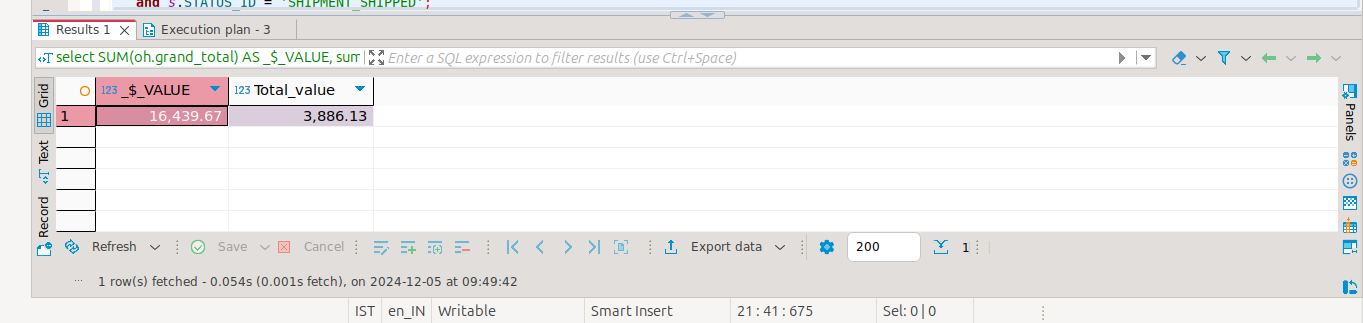 and s.STATUS_ID = 'SHIPMENT_SHIPPED';
Results 1 Execution plan - 3
select SUM(oh.grand_total) AS _$_VALUE, sum Enter a SQL expression to filter results (use Ctrl+Space)
Grid
123 _$_VALUE 123 Total_value
1 16,439.67 3,886.13
Text
Record
Panels
Refresh Save Cancel Export data 200 1
... 1 row(s) fetched - 0.054s (0.001s fetch), on 2024-12-05 at 09:49:42
IST en_IN Writable Smart Insert 21 : 41 : 675 Sel: 0 | 0